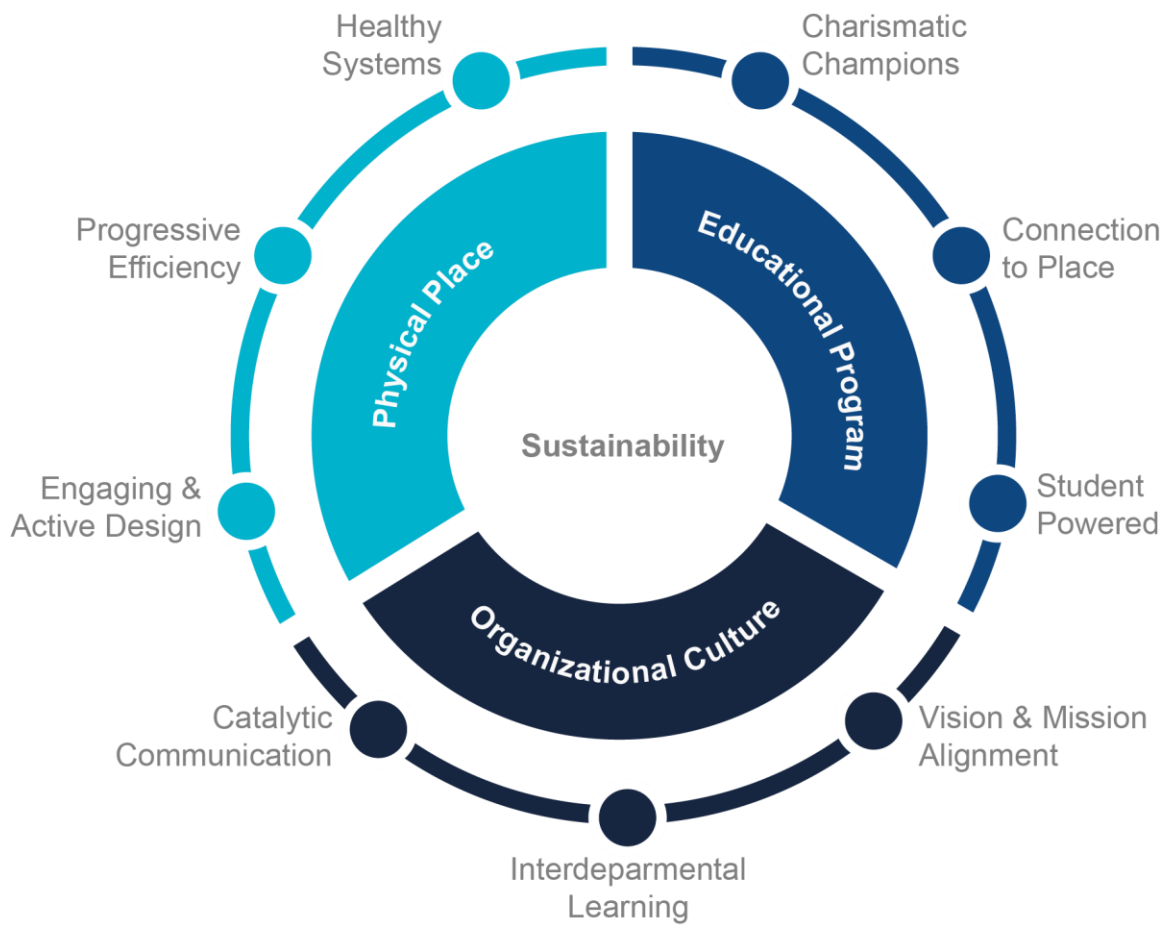 Healthy
Systems
Charismatic
Champions
Progressive
Efficiency
Connection
to Place
Physical Place
Educational Program
Sustainability
Engaging &
Active Design
Student
Powered
Organizational Culture
Catalytic
Communication
Vision & Mission
Alignment
Interdeparmental
Learning